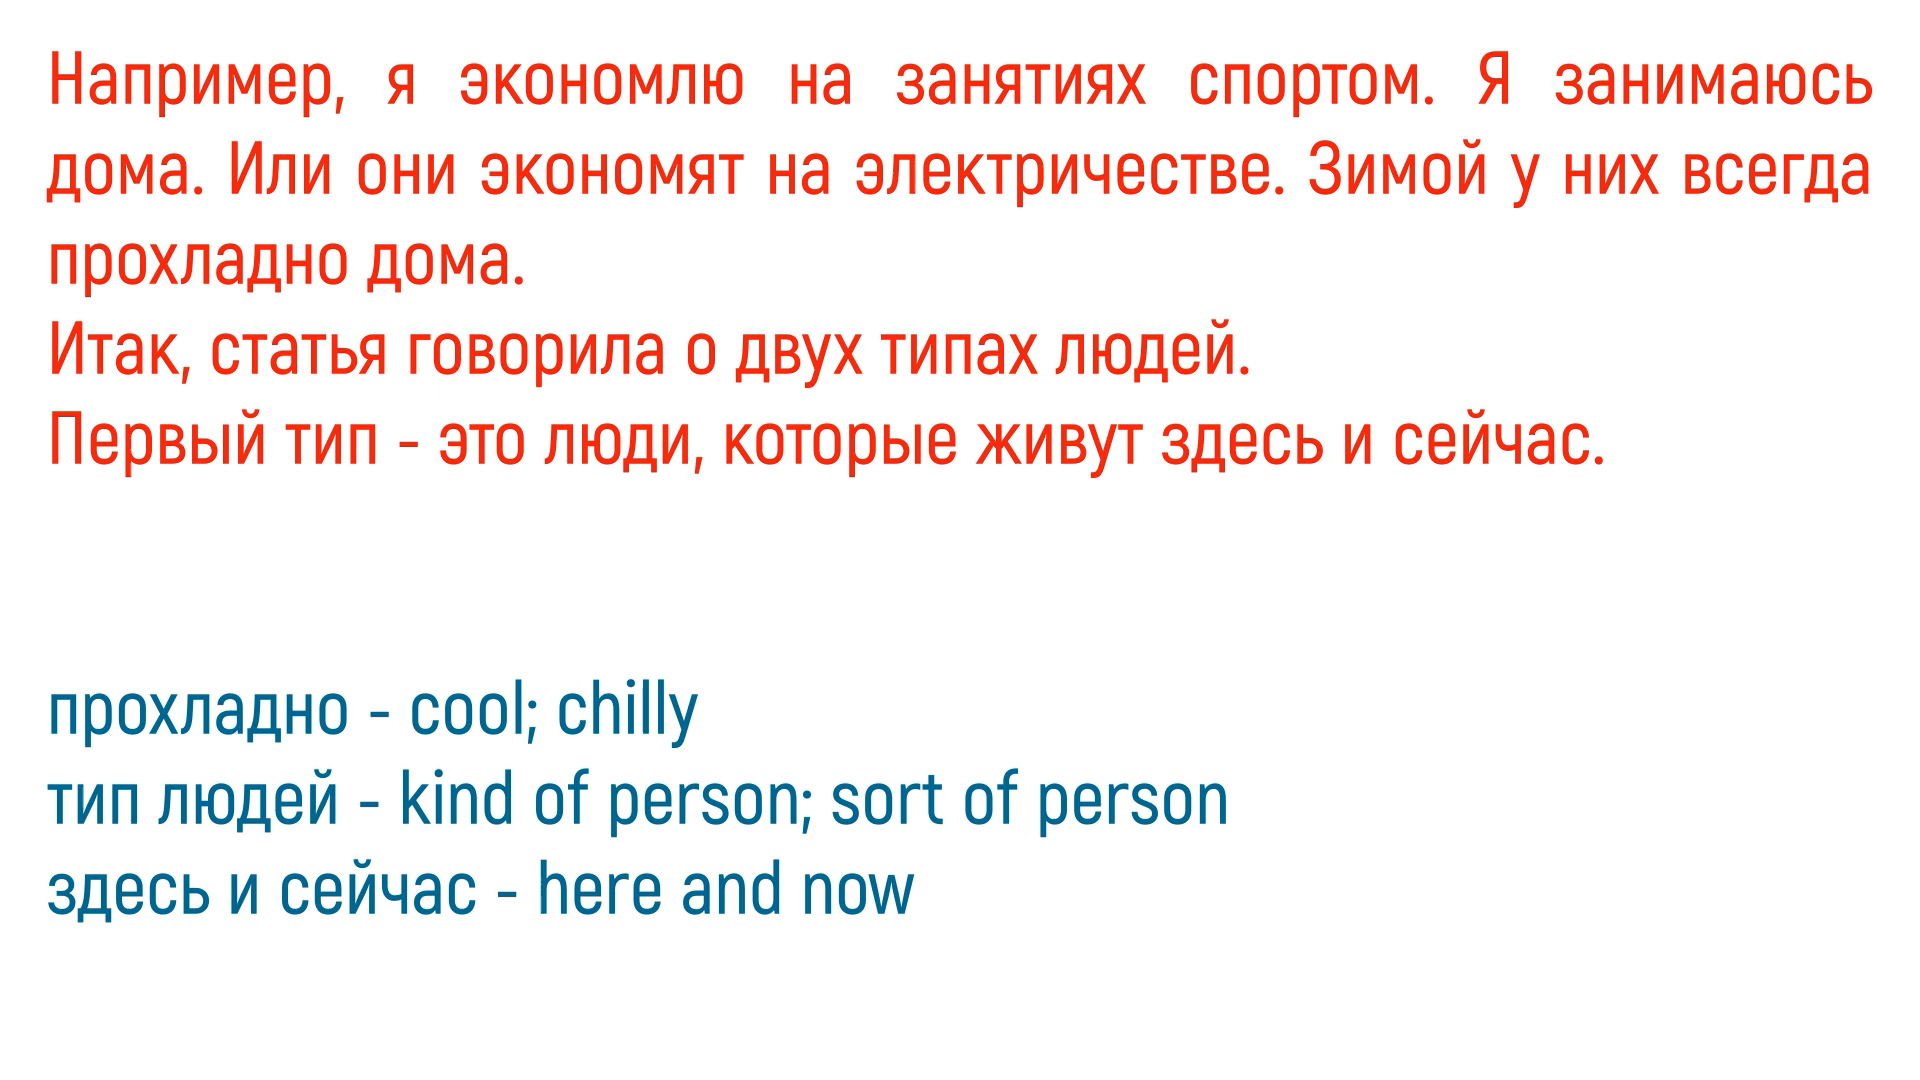 Например, я экономлю на занятиях спортом. Я занимаюсь
дома. Или они экономят на электричестве. Зимой у них всегда
прохладно дома.
Итак, статья говорила о двух типах людей.
Первый тип - это люди, которые живут здесь и сейчас.
прохладно - cool; chilly
тип людей - kind of person; sort of person
здесь и сейчас - here and now